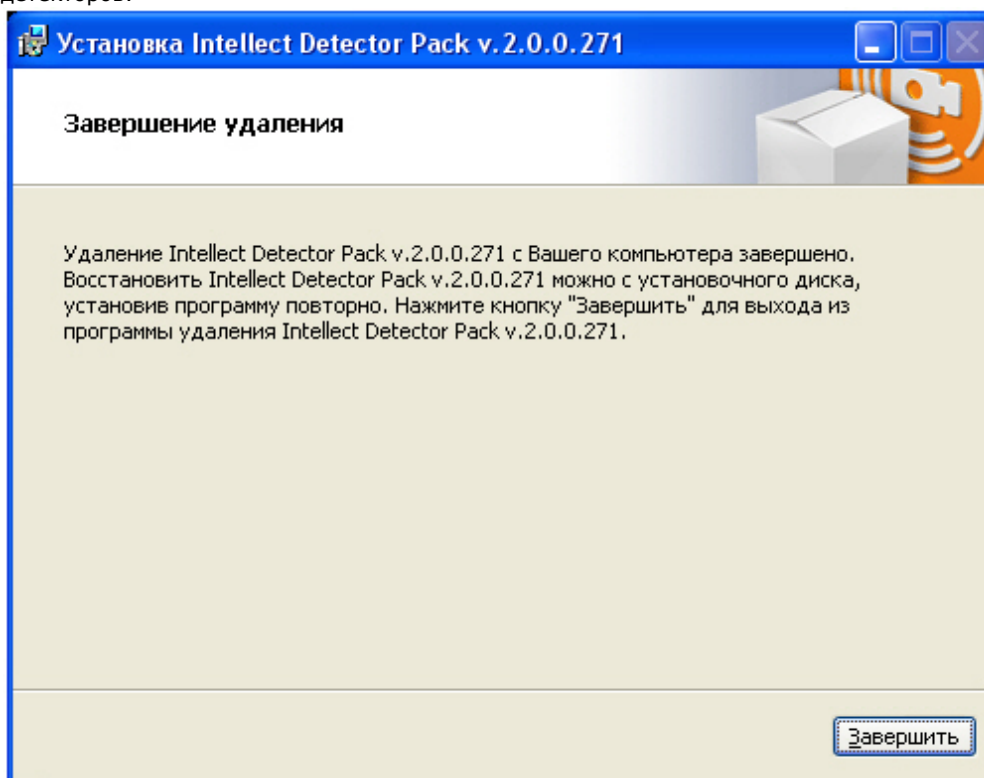 детекторов.
Установка Intellect Detector Pack v.2.0.0.271
Завершение удаления
Удаление Intellect Detector Pack v.2.0.0.271 с Вашего компьютера завершено.
Восстановить Intellect Detector Pack v.2.0.0.271 можно с установочного диска,
установив программу повторно. Нажмите кнопку "Завершить" для выхода из
программы удаления Intellect Detector Pack v.2.0.0.271.
Завершить